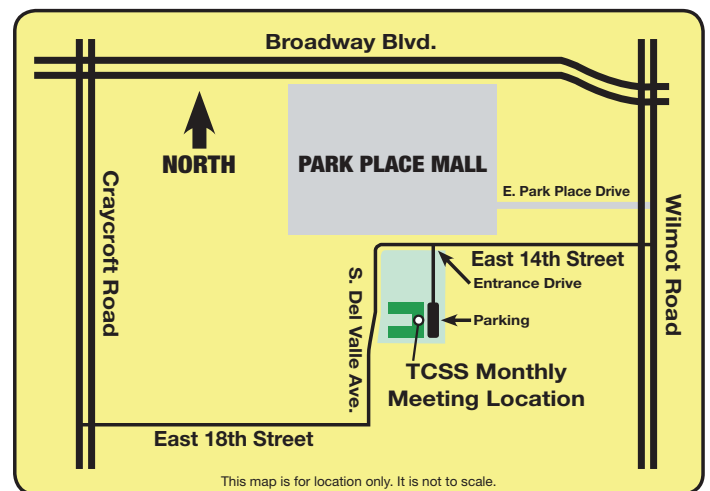 Broadway Blvd.
NORTH
PARK PLACE MALL
E. Park Place Drive
Craycroft Road
Wilmot Road
East 14th Street
Entrance Drive
S. Del Valle Ave.
Parking
TCSS Monthly
Meeting Location
East 18th Street
This map is for location only. It is not to scale.